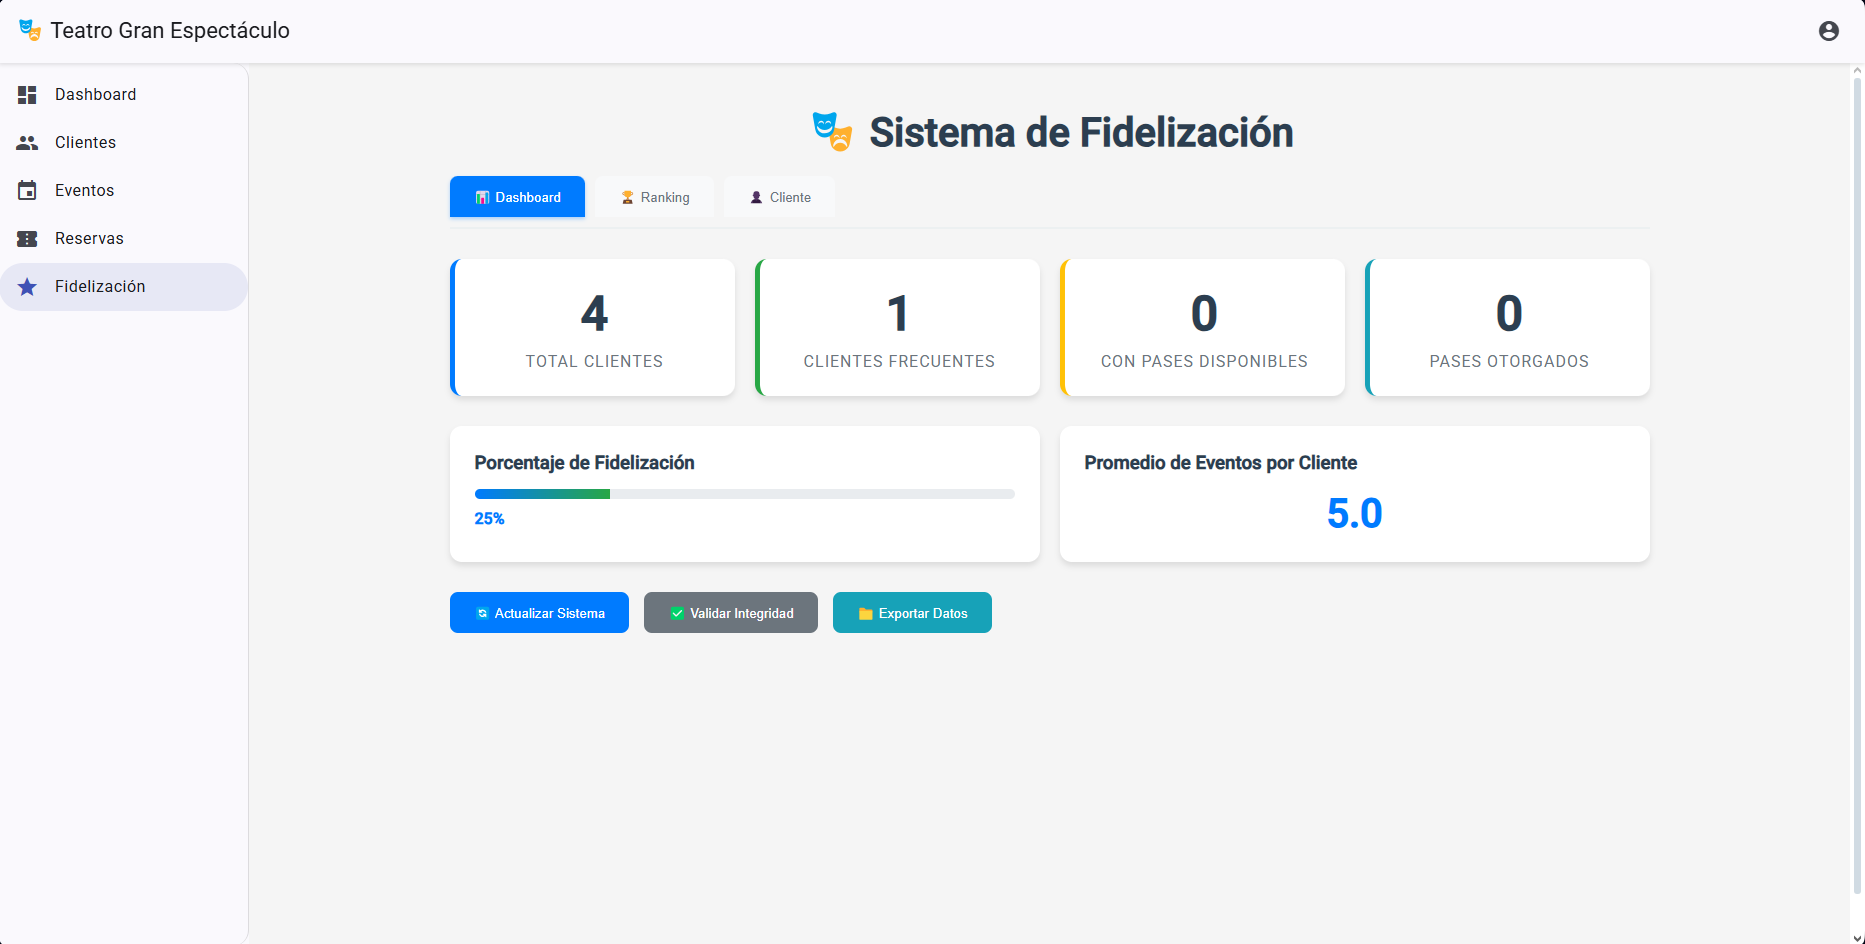 Teatro Gran Espectáculo
Dashboard
Clientes
Eventos
Reservas
Fidelización
Sistema de Fidelización
Dashboard
Ranking
Cliente
4
TOTAL CLIENTES
1
CLIENTES FRECUENTES
0
CON PASES DISPONIBLES
0
PASES OTORGADOS
Porcentaje de Fidelización
25%
Promedio de Eventos por Cliente
5.0
Actualizar Sistema
Validar Integridad
Exportar Datos